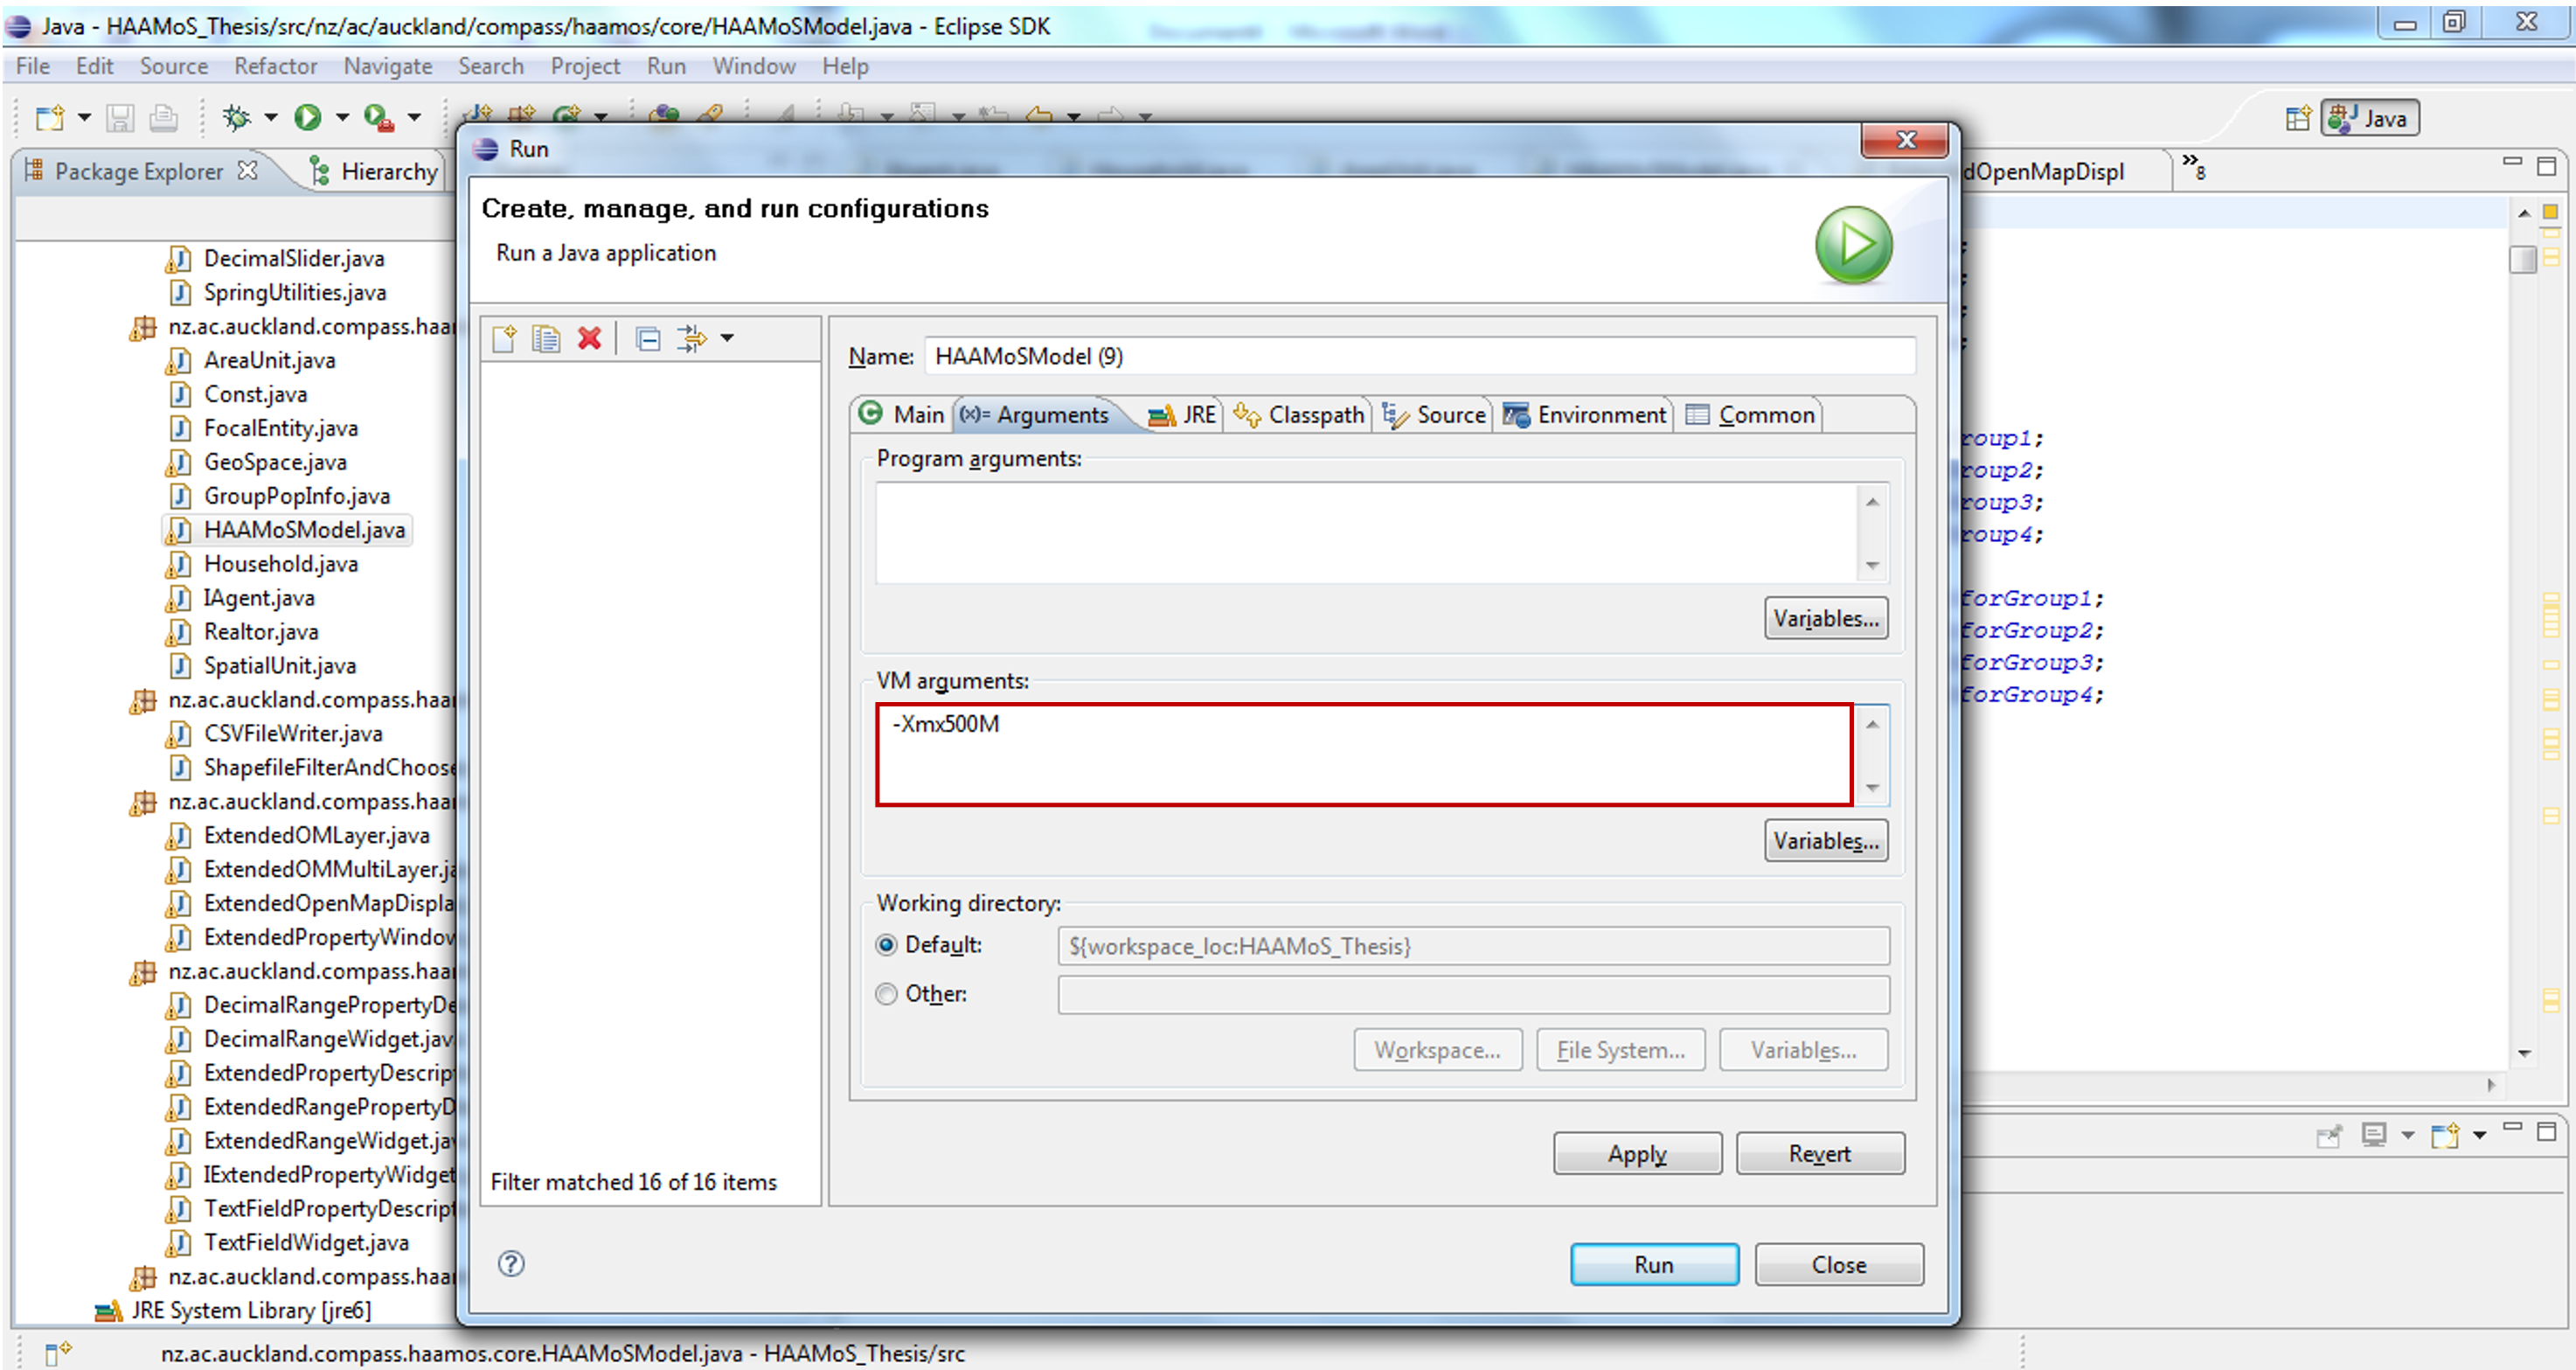 Java - HAAMoS_Thesis/src/nz/ac/auckland/compass/haamos/core/HAAMoSModel.java - Eclipse SDK
File Edit Source Refactor Navigate Search Project Run Window Help
Java
Package Explorer Hierarchy
dOpenMapDispl
»8
DecimalSlider.java
SpringUtilities.java
nz.ac.auckland.compass.haar
AreaUnit.java
Const.java
FocalEntity.java
GeoSpace.java
GroupPopInfo.java
HAAMoSModel.java
Household.java
IAgent.java
Realtor.java
SpatialUnit.java
nz.ac.auckland.compass.haar
CSVFileWriter.java
ShapefileFilterAndChoose
nz.ac.auckland.compass.haar
ExtendedOMLayer.java
ExtendedOMMultiLayer.ja
ExtendedOpenMapDispla
ExtendedPropertyWindow
nz.ac.auckland.compass.haar
DecimalRangePropertyDe
DecimalRangeWidget.jav
ExtendedPropertyDescript
ExtendedRangePropertyD
ExtendedRangeWidget.jav
IExtendedPropertyWidget
TextFieldPropertyDescript
TextFieldWidget.java
nz.ac.auckland.compass.haar
JRE System Library [jre6]
Run
Create, manage, and run configurations
Run a Java application
Filter matched 16 of 16 items
Name: HAAMoSModel (9)
Main (x)= Arguments JRE Classpath Source Environment Common
Program arguments:
Variables...
VM arguments:
-Xmx500M
Variables...
Working directory:
Default: ${workspace_loc:HAAMoS_Thesis}
Other:
Workspace... File System... Variables...
Apply Revert
Run Close
;
;
;
;
roup1;
roup2;
roup3;
roup4;
forGroup1;
forGroup2;
forGroup3;
forGroup4;
nz.ac.auckland.compass.haamos.core.HAAMoSModel.java - HAAMoS_Thesis/src